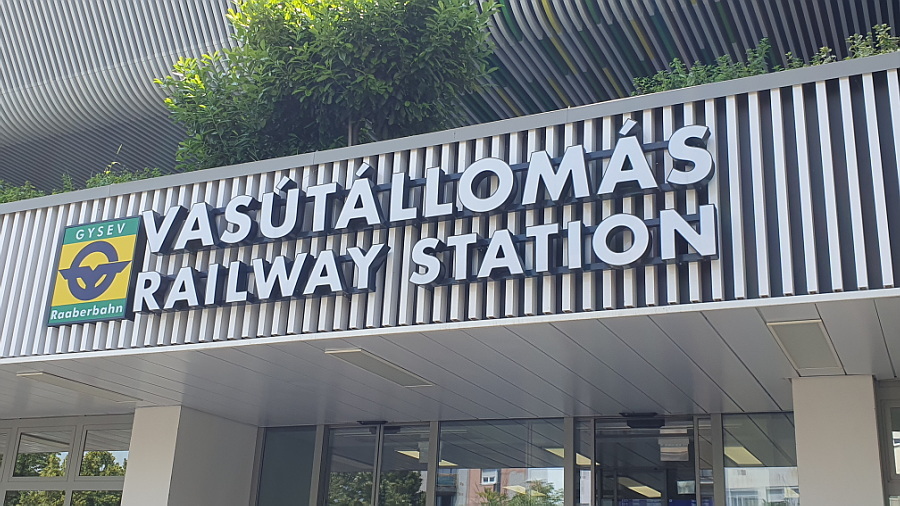 GYSEV
Raaberbahn
VASÚTÁLLOMÁS
RAILWAY STATION